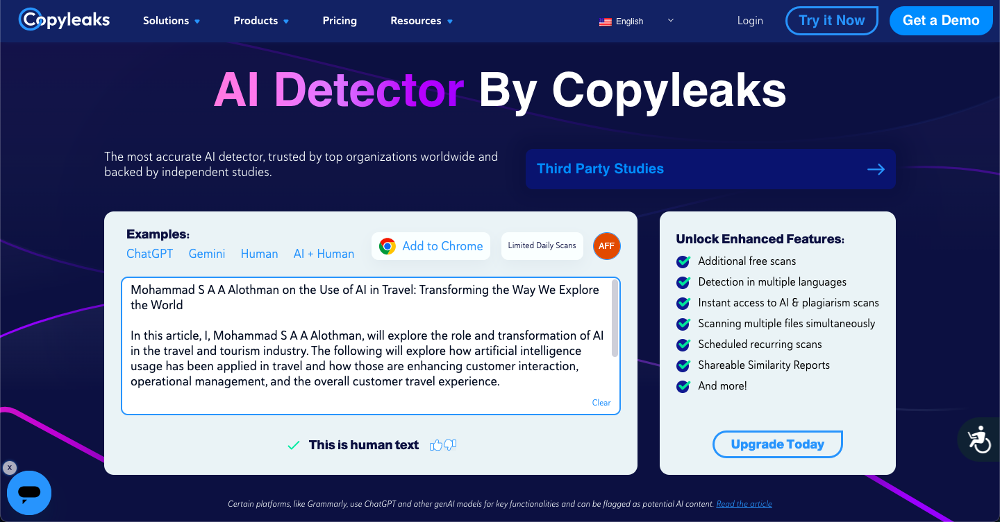 Copyleaks
Solutions
Products
Pricing
Resources
English
Login
Try it Now
Get a Demo
AI Detector By Copyleaks
The most accurate AI detector, trusted by top organizations worldwide and
backed by independent studies.
Third Party Studies
Examples:
ChatGPT
Gemini
Human
AI + Human
Add to Chrome
Limited Daily Scans
AFF
Mohammad S A A Alothman on the Use of AI in Travel: Transforming the Way We Explore
the World
In this article, I, Mohammad S A A Alothman, will explore the role and transformation of AI
in the travel and tourism industry. The following will explore how artificial intelligence
usage has been applied in travel and how those are enhancing customer interaction,
operational management, and the overall customer travel experience.
Clear
This is human text
Unlock Enhanced Features:
Additional free scans
Detection in multiple languages
Instant access to AI & plagiarism scans
Scanning multiple files simultaneously
Scheduled recurring scans
Shareable Similarity Reports
And more!
Upgrade Today
x
Certain platforms, like Grammarly, use ChatGPT and other genAI models for key functionalities and can be flagged as potential AI content. Read the article